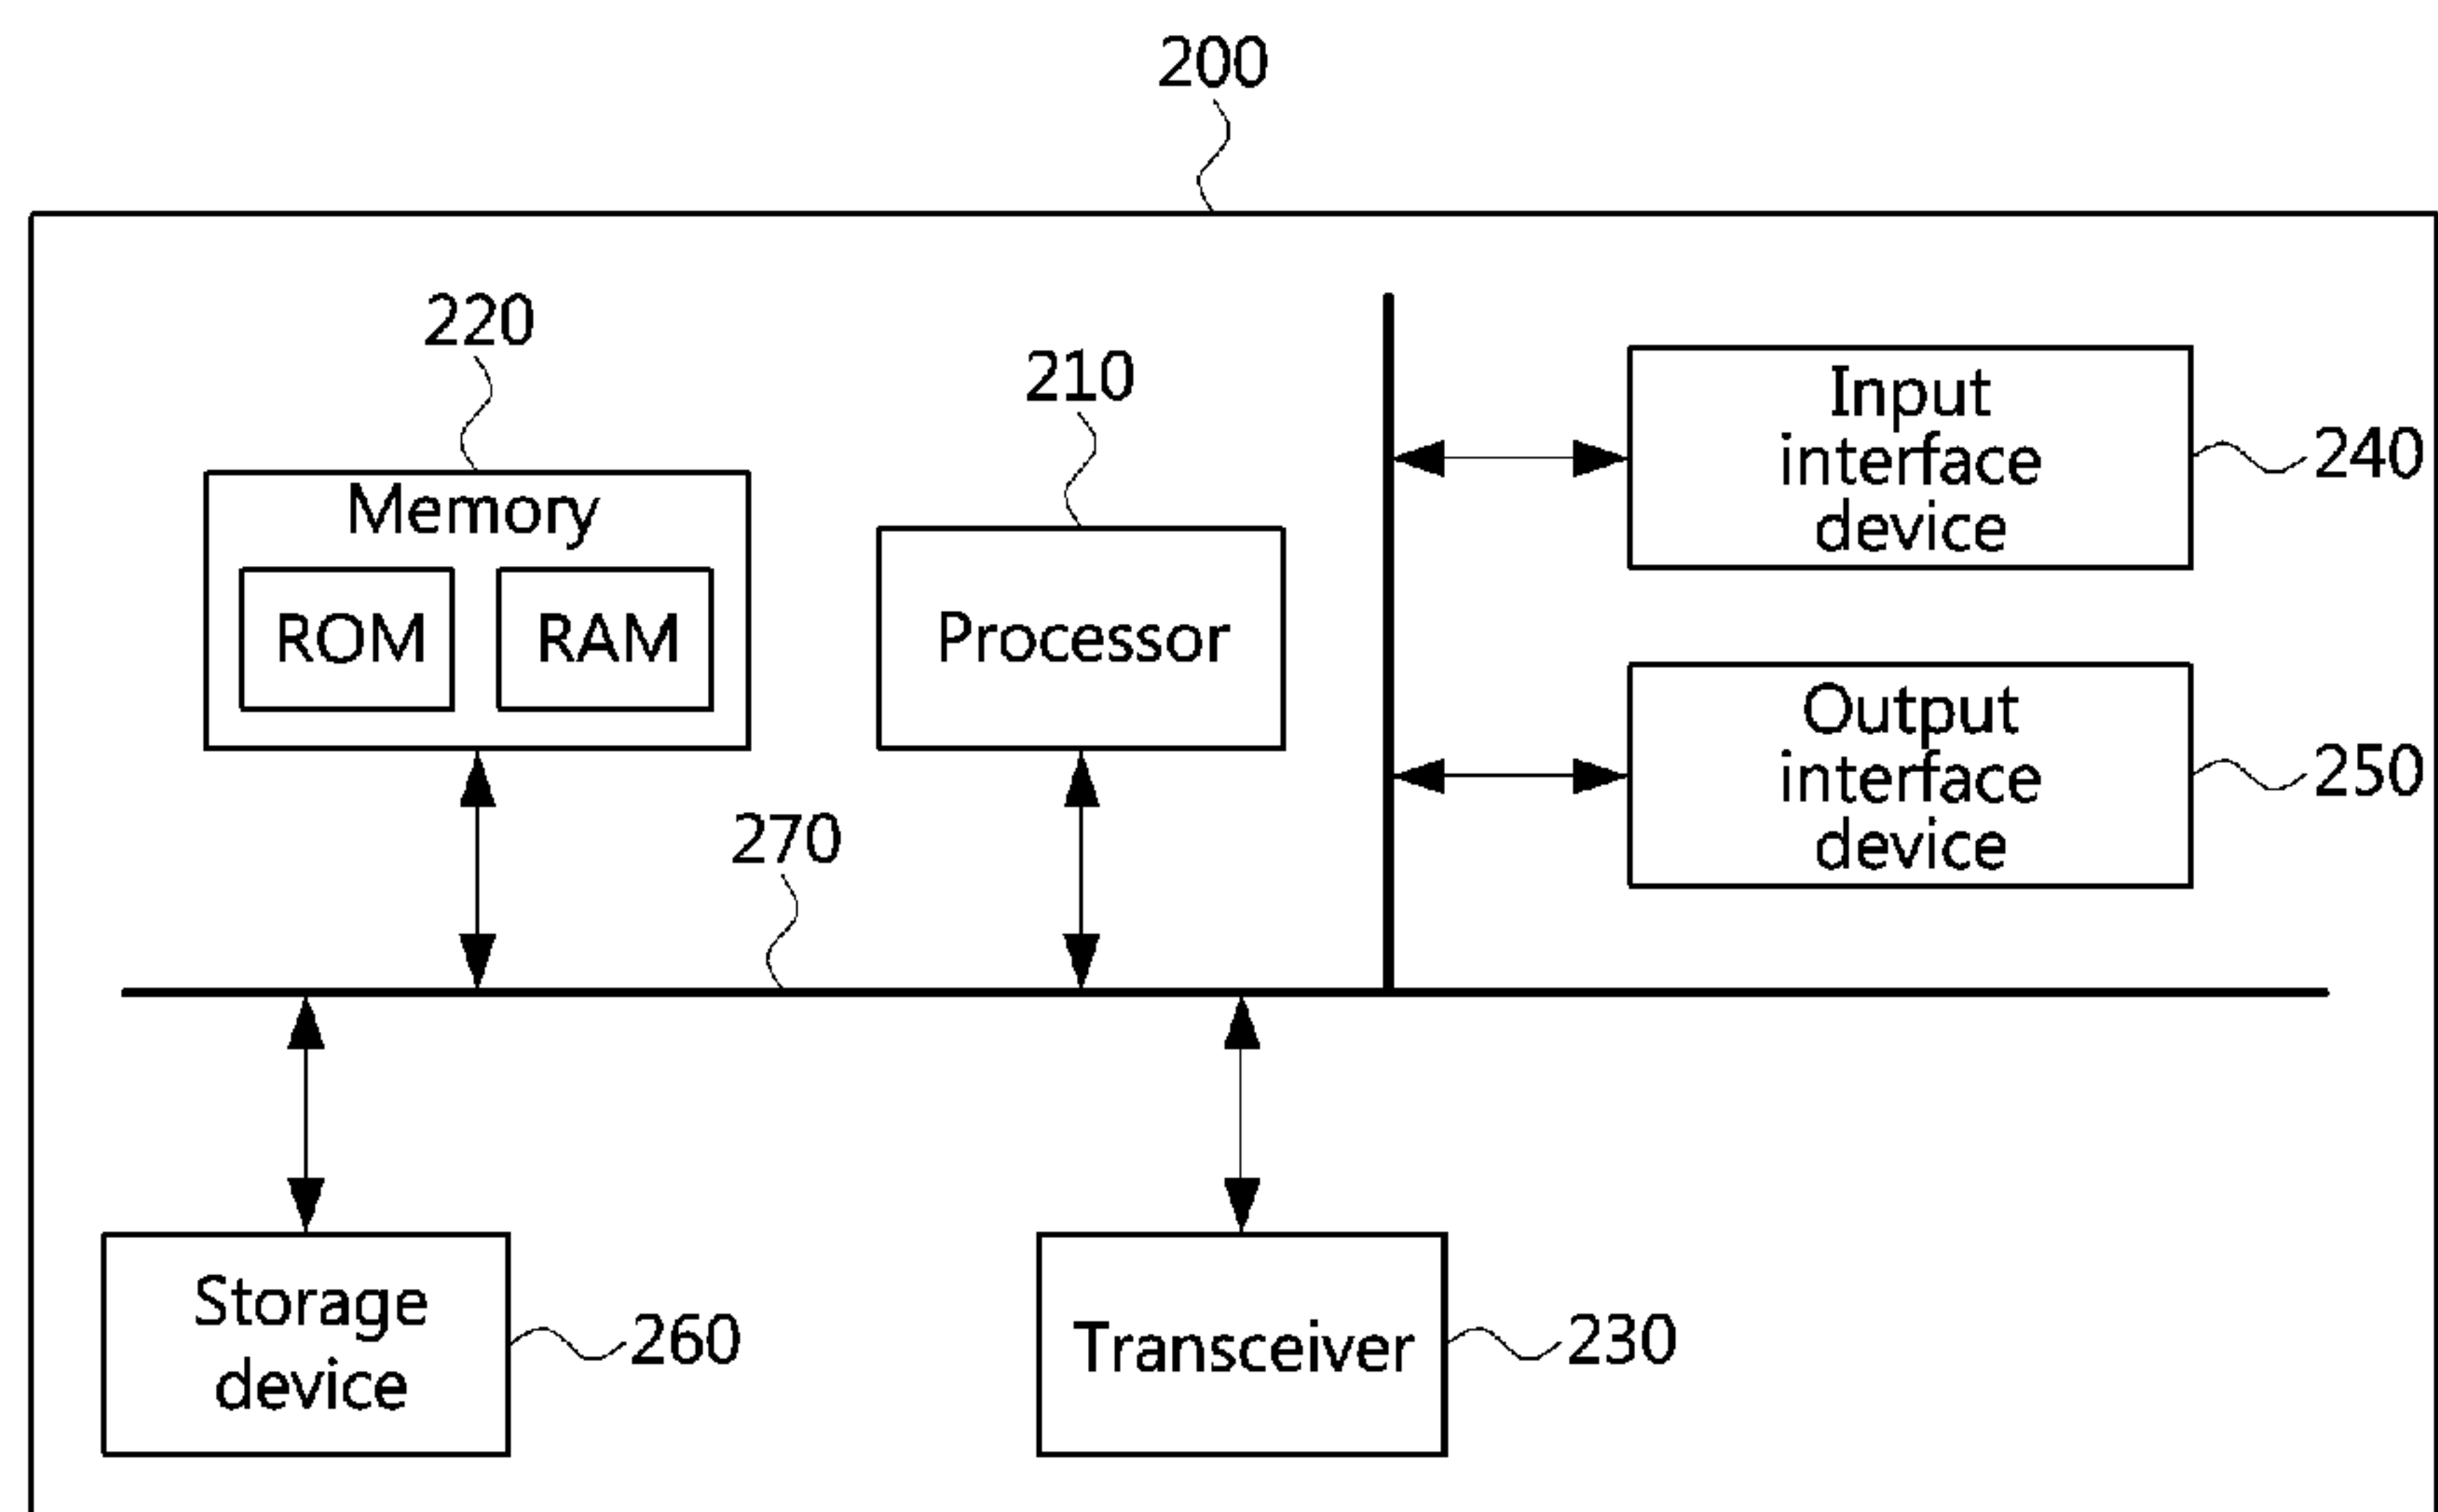 200
220
210
Memory
ROM
RAM
Processor
Input
interface
device
240
Output
interface
device
250
270
Storage
device
260
Transceiver
230